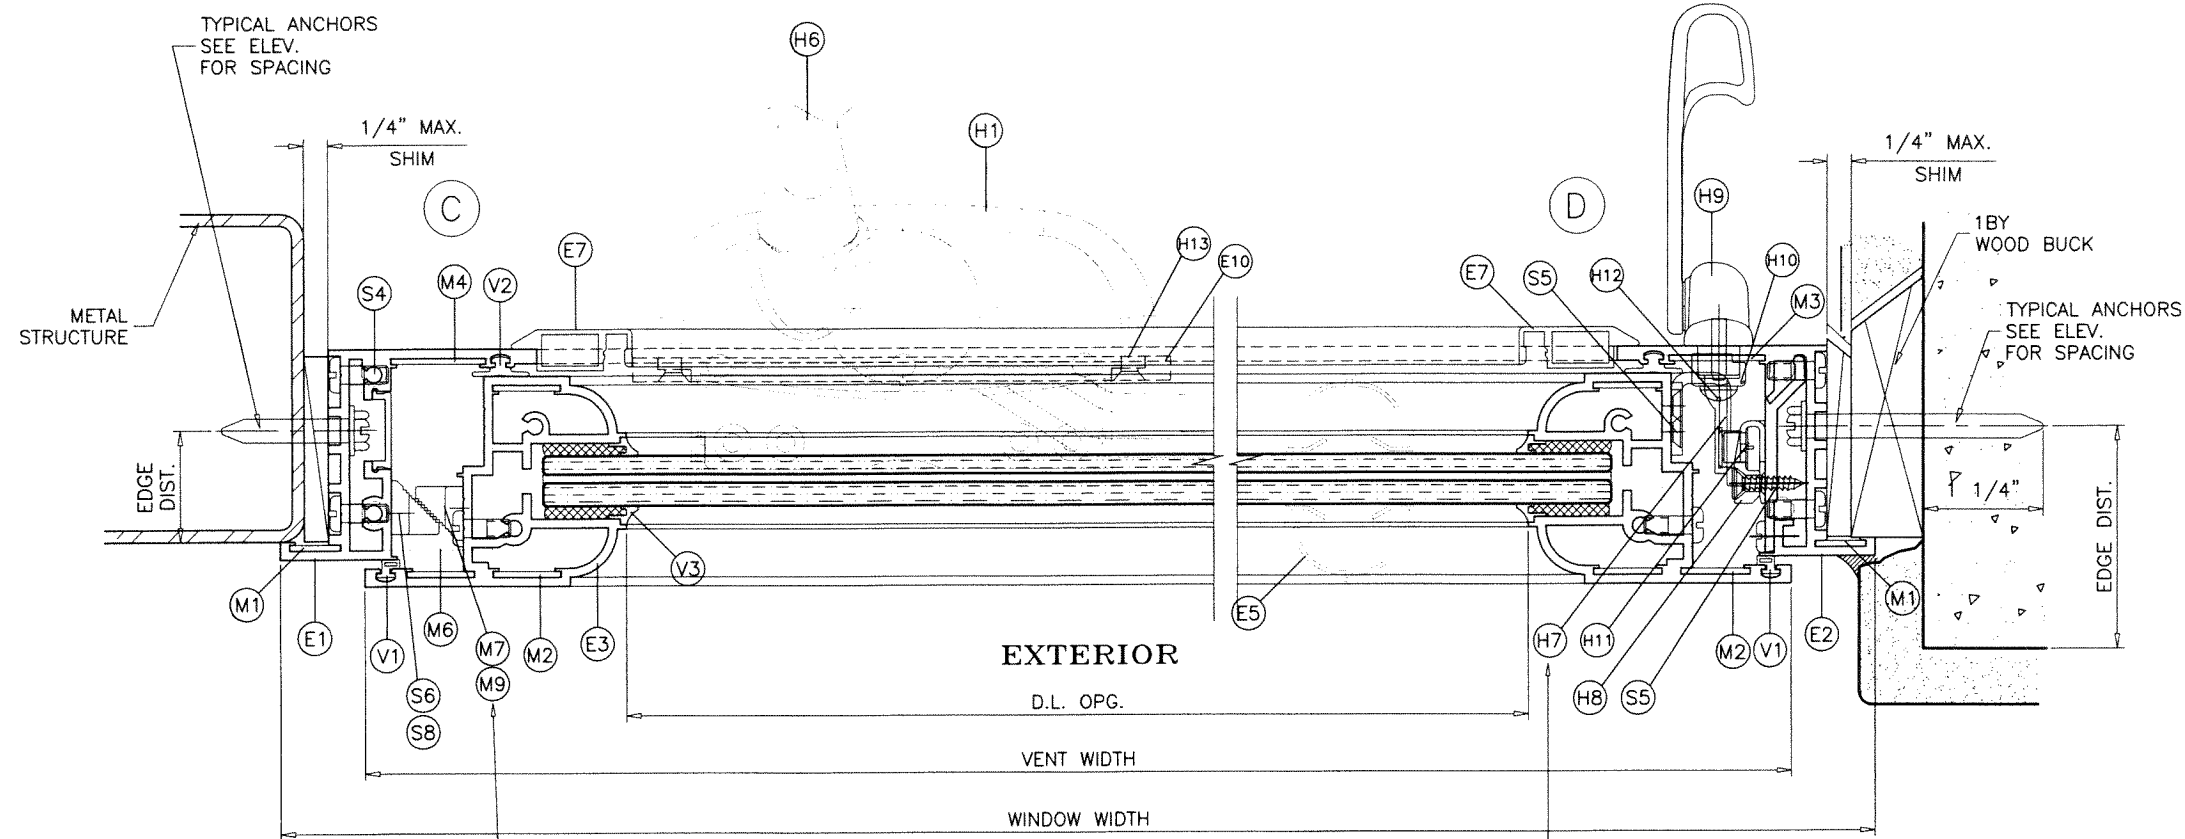 TYPICAL ANCHORS
SEE ELEV.
FOR SPACING
1/4" MAX.
SHIM
C
H6
H1
D
H9
1/4" MAX.
SHIM
1BY
WOOD BUCK
TYPICAL ANCHORS
SEE ELEV.
FOR SPACING
METAL
STRUCTURE
S4
M4
V2
E7
H13
E10
E7
S5
H12
H10
M3
EDGE
DIST.
1/4"
EDGE DIST.
M1
E1
V1
M6
S6
S8
M7
M9
M2
E3
V3
E5
H7
H11
H8
S5
M2
V1
E2
M1
EXTERIOR
D.L. OPG.
VENT WIDTH
WINDOW WIDTH